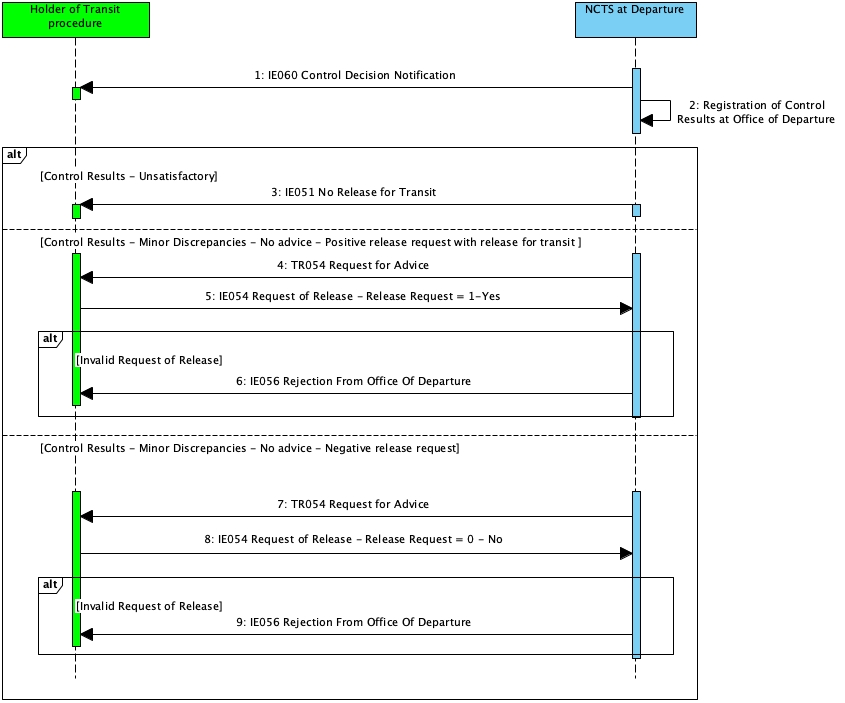 Holder of Transit
procedure
NCTS at Departure
1: IE060 Control Decision Notification
2: Registration of Control
Results at Office of Departure
alt
[Control Results - Unsatisfactory]
3: IE051 No Release for Transit
[Control Results - Minor Discrepancies - No advice - Positive release request with release for transit ]
4: TR054 Request for Advice
5: IE054 Request of Release - Release Request = 1-Yes
alt
[Invalid Request of Release]
6: IE056 Rejection From Office Of Departure
[Control Results - Minor Discrepancies - No advice - Negative release request]
7: TR054 Request for Advice
8: IE054 Request of Release - Release Request = 0 - No
alt
[Invalid Request of Release]
9: IE056 Rejection From Office Of Departure